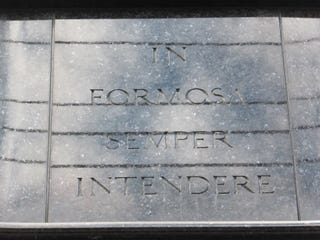 IN
FORMOSA
SEMPER
INTENDERE